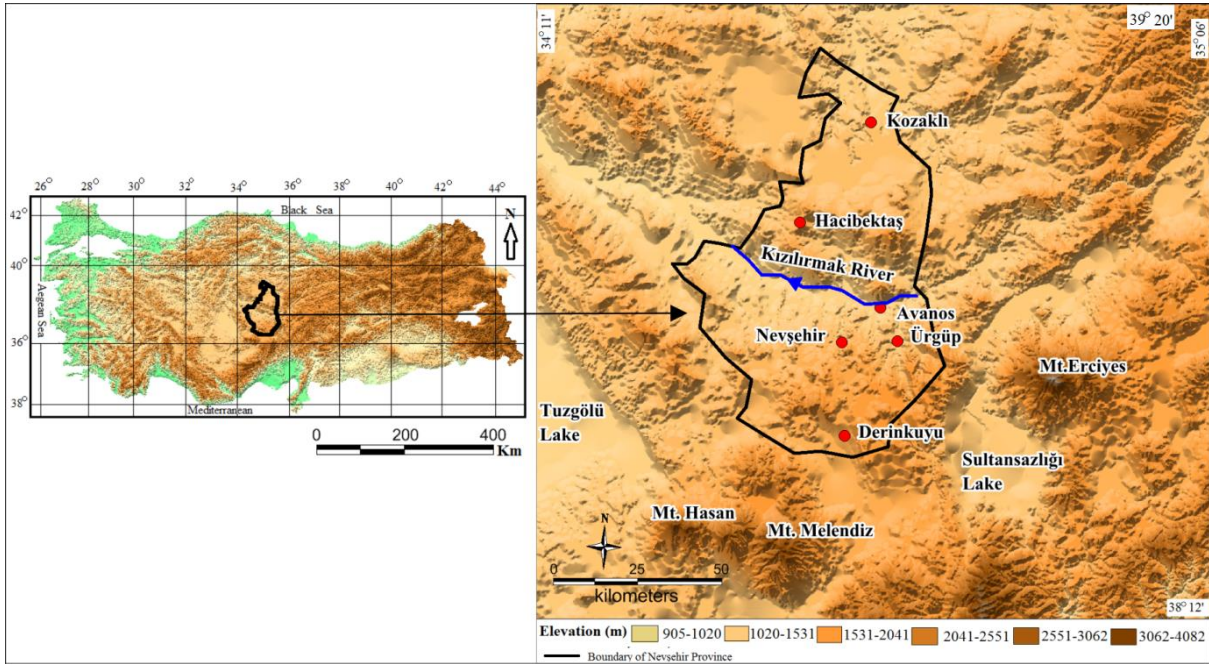 26° 28° 30° 32° 34° 36° 38° 40° 42° 44°
42°
Black Sea
N
40°
Aegean Sea
36°
38°
Mediterranean
0 200 400
Km
34° 11'
39° 20'
35° 06'
Kozaklı
Hacibektaş
Kızılırmak River
Avanos
Nevşehir
Ürgüp
Mt.Erciyes
Tuzgölü
Lake
Derinkuyu
Sultansazlığı
Lake
Mt. Hasan
Mt. Melendiz
N
0 25 50
kilometers
38° 12'
Elevation (m) 905-1020 1020-1531 1531-2041 2041-2551 2551-3062 3062-4082
Boundary of Nevşehir Province